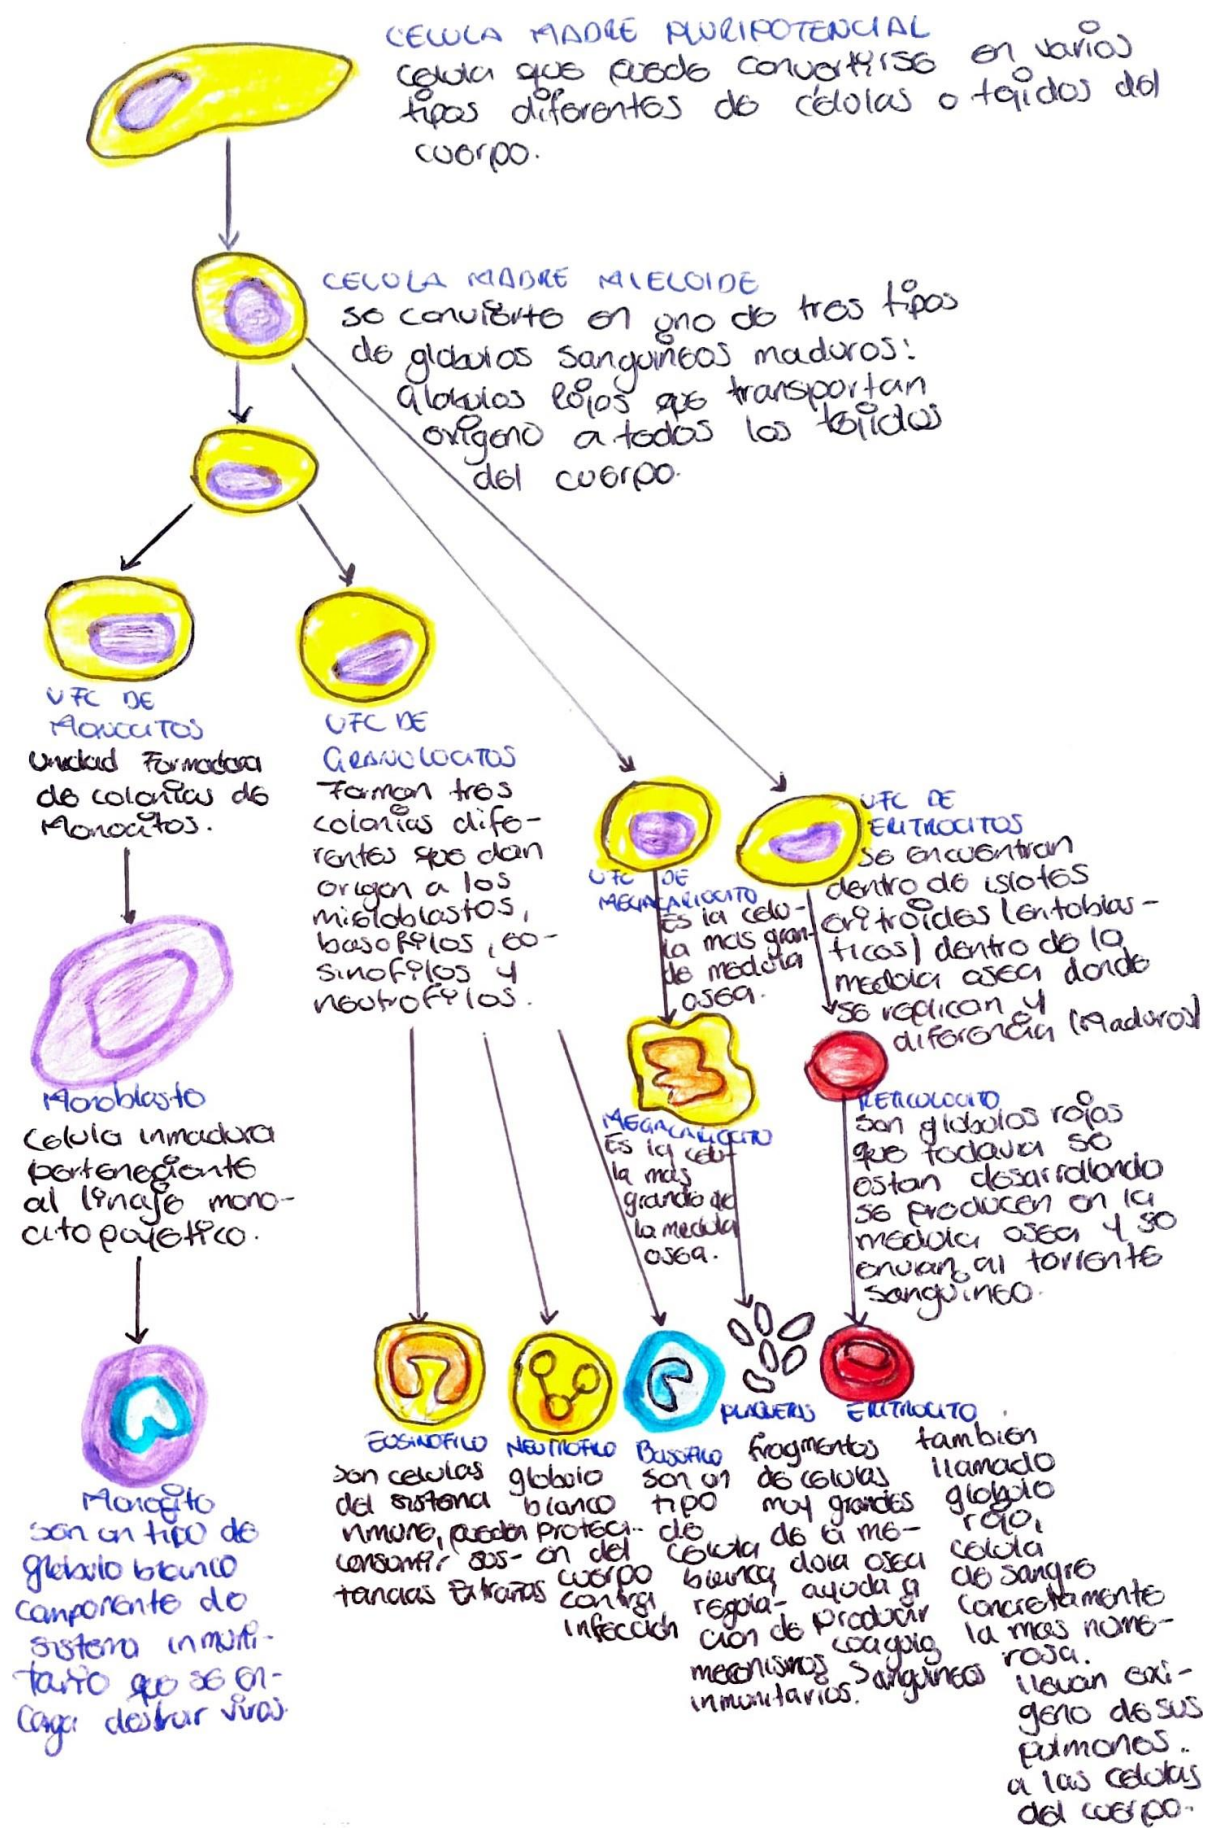 CELULA MADRE PLURIPOTENCIAL
celula que puede convertirse en varios
tipos diferentes de células o tejidos del
cuerpo.
CELULA MADRE MIELOIDE
se convierte en uno de tres tipos
de globulos sanguineos maduros:
Globulos Rojos que transportan
oxigeno a todos los tejidos
del cuerpo.
UFC DE
MONOCITOS
Unidad Formadora
de colonias de
Monocitos.
UFC DE
GRANULOCITOS
Forman tres
colonias dife-
rentes que dan
origen a los
mieloblastos,
basofilos, eo-
sinofilos y
neutrofilos.
UFC DE
MEGACARIOCITO
Es la celu-
la mas gran-
de medula
osea.
UFC DE
ERITROCITOS
se encuentran
dentro de islotes
eritroides (eritoblas-
ticos) dentro de la
medula osea donde
se replican y
diferencia (Maduros)
Monoblasto
celula inmadura
perteneciente
al linaje mono-
cito poyetico.
MEGACARIOCITO
Es la celu-
la mas
grande de
la medula
osea.
RETICULOCITO
son globulos rojos
que todavia se
estan desarrollando
se producen en la
medula osea y se
envian al torrente
sanguineo.
Monocito
son un tipo de
globulo blanco
componente de
sistema inmuni-
tario que se en-
carga destruir virus.
EOSINOFILO
son celulas
del sistema
nmune, pueden
consumir sus-
tancias Extrañas
NEUTROFILO
globulo
blanco
protecci-
on del
cuerpo
contra
infección
BASOFILO
son un
tipo
de
celula
blanca
regula-
cion de
mecanismos
inmunitarios.
PLAQUETAS
fragmentos
de celulas
muy grandes
de la me-
dula osea
ayuda a
producir
coagulos
sanguineos
ERITROCITO
tambien
llamado
globulo
rojo,
celula
de sangre
concretamente
la mas nume-
rosa.
llevan oxi-
geno de sus
pulmones..
a las celulas
del cuerpo.